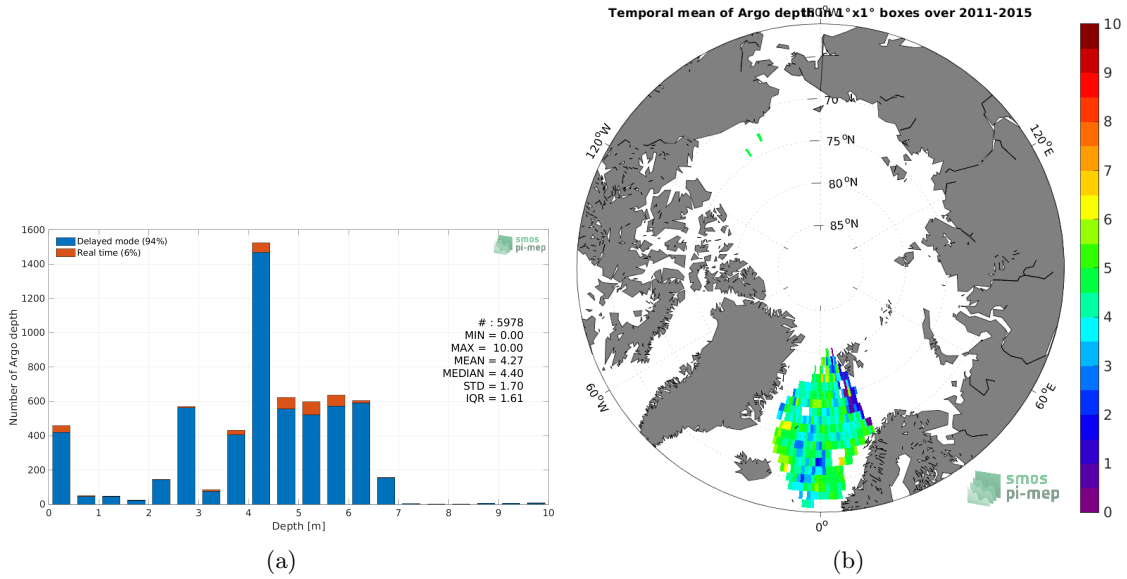 Temporal mean of Argo depth in 1°x1° boxes over 2011-2015
120°W
120°E
70
75°N
80°N
85°N
60°W
60°E
0°
10
9
8
7
6
5
4
3
2
1
0
smos
pi-mep
1600
1400
1200
1000
800
600
400
200
0
Number of Argo depth
Delayed mode (94%)
Real time (6%)
smos
pi-mep
# : 5978
MIN = 0.00
MAX = 10.00
MEAN = 4.27
MEDIAN = 4.40
STD = 1.70
IQR = 1.61
0 1 2 3 4 5 6 7 8 9 10
Depth [m]
(a)
(b)